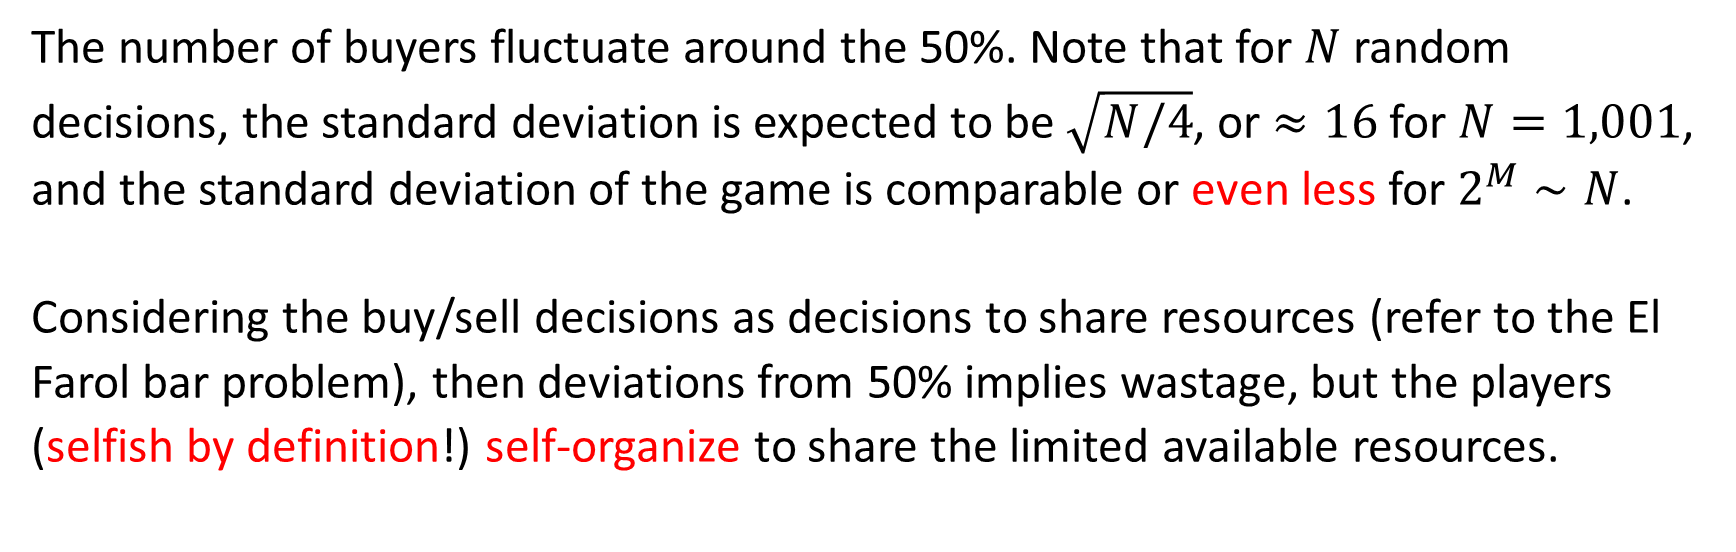 The number of buyers fluctuate around the 50%. Note that for N random
decisions, the standard deviation is expected to be √(N/4), or ≈ 16 for N = 1,001,
and the standard deviation of the game is comparable or even less for 2^M ~ N.
Considering the buy/sell decisions as decisions to share resources (refer to the El
Farol bar problem), then deviations from 50% implies wastage, but the players
(selfish by definition!) self-organize to share the limited available resources.